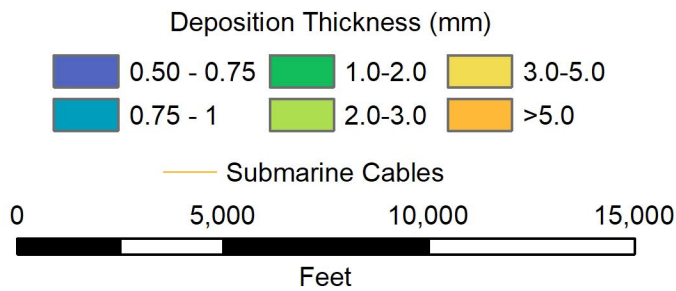 Deposition Thickness (mm)
0.50 - 0.75 1.0-2.0 3.0-5.0
0.75 - 1 2.0-3.0 >5.0
Submarine Cables
0 5,000 10,000 15,000
Feet